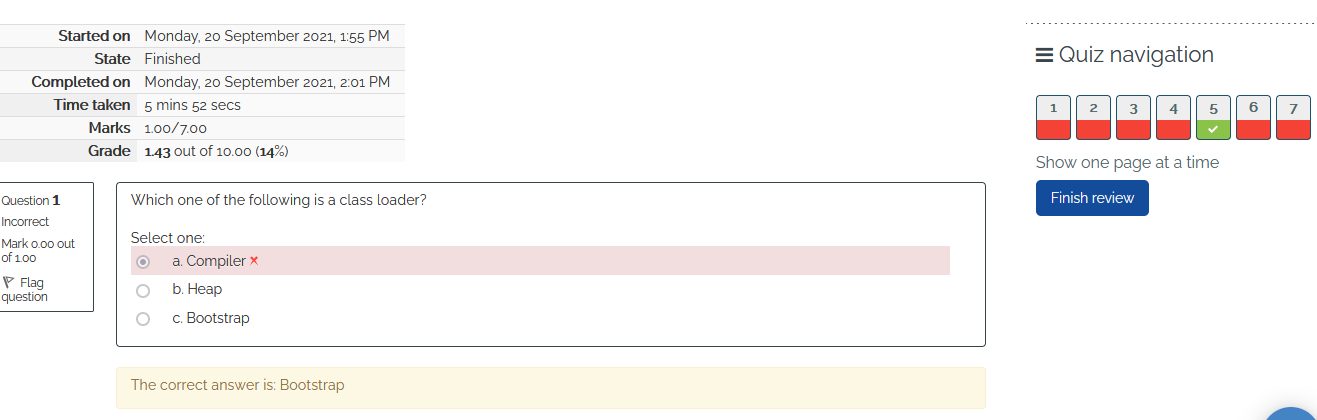 Started on Monday, 20 September 2021, 1:55 PM
State Finished
Completed on Monday, 20 September 2021, 2:01 PM
Time taken 5 mins 52 secs
Marks 1.00/7.00
Grade 1.43 out of 10.00 (14%)
Question 1
Incorrect
Mark 0.00 out
of 1.00
Flag
question
Which one of the following is a class loader?
Select one:
a. Compiler
b. Heap
c. Bootstrap
The correct answer is: Bootstrap
Quiz navigation
1 2 3 4 5 6 7
Show one page at a time
Finish review